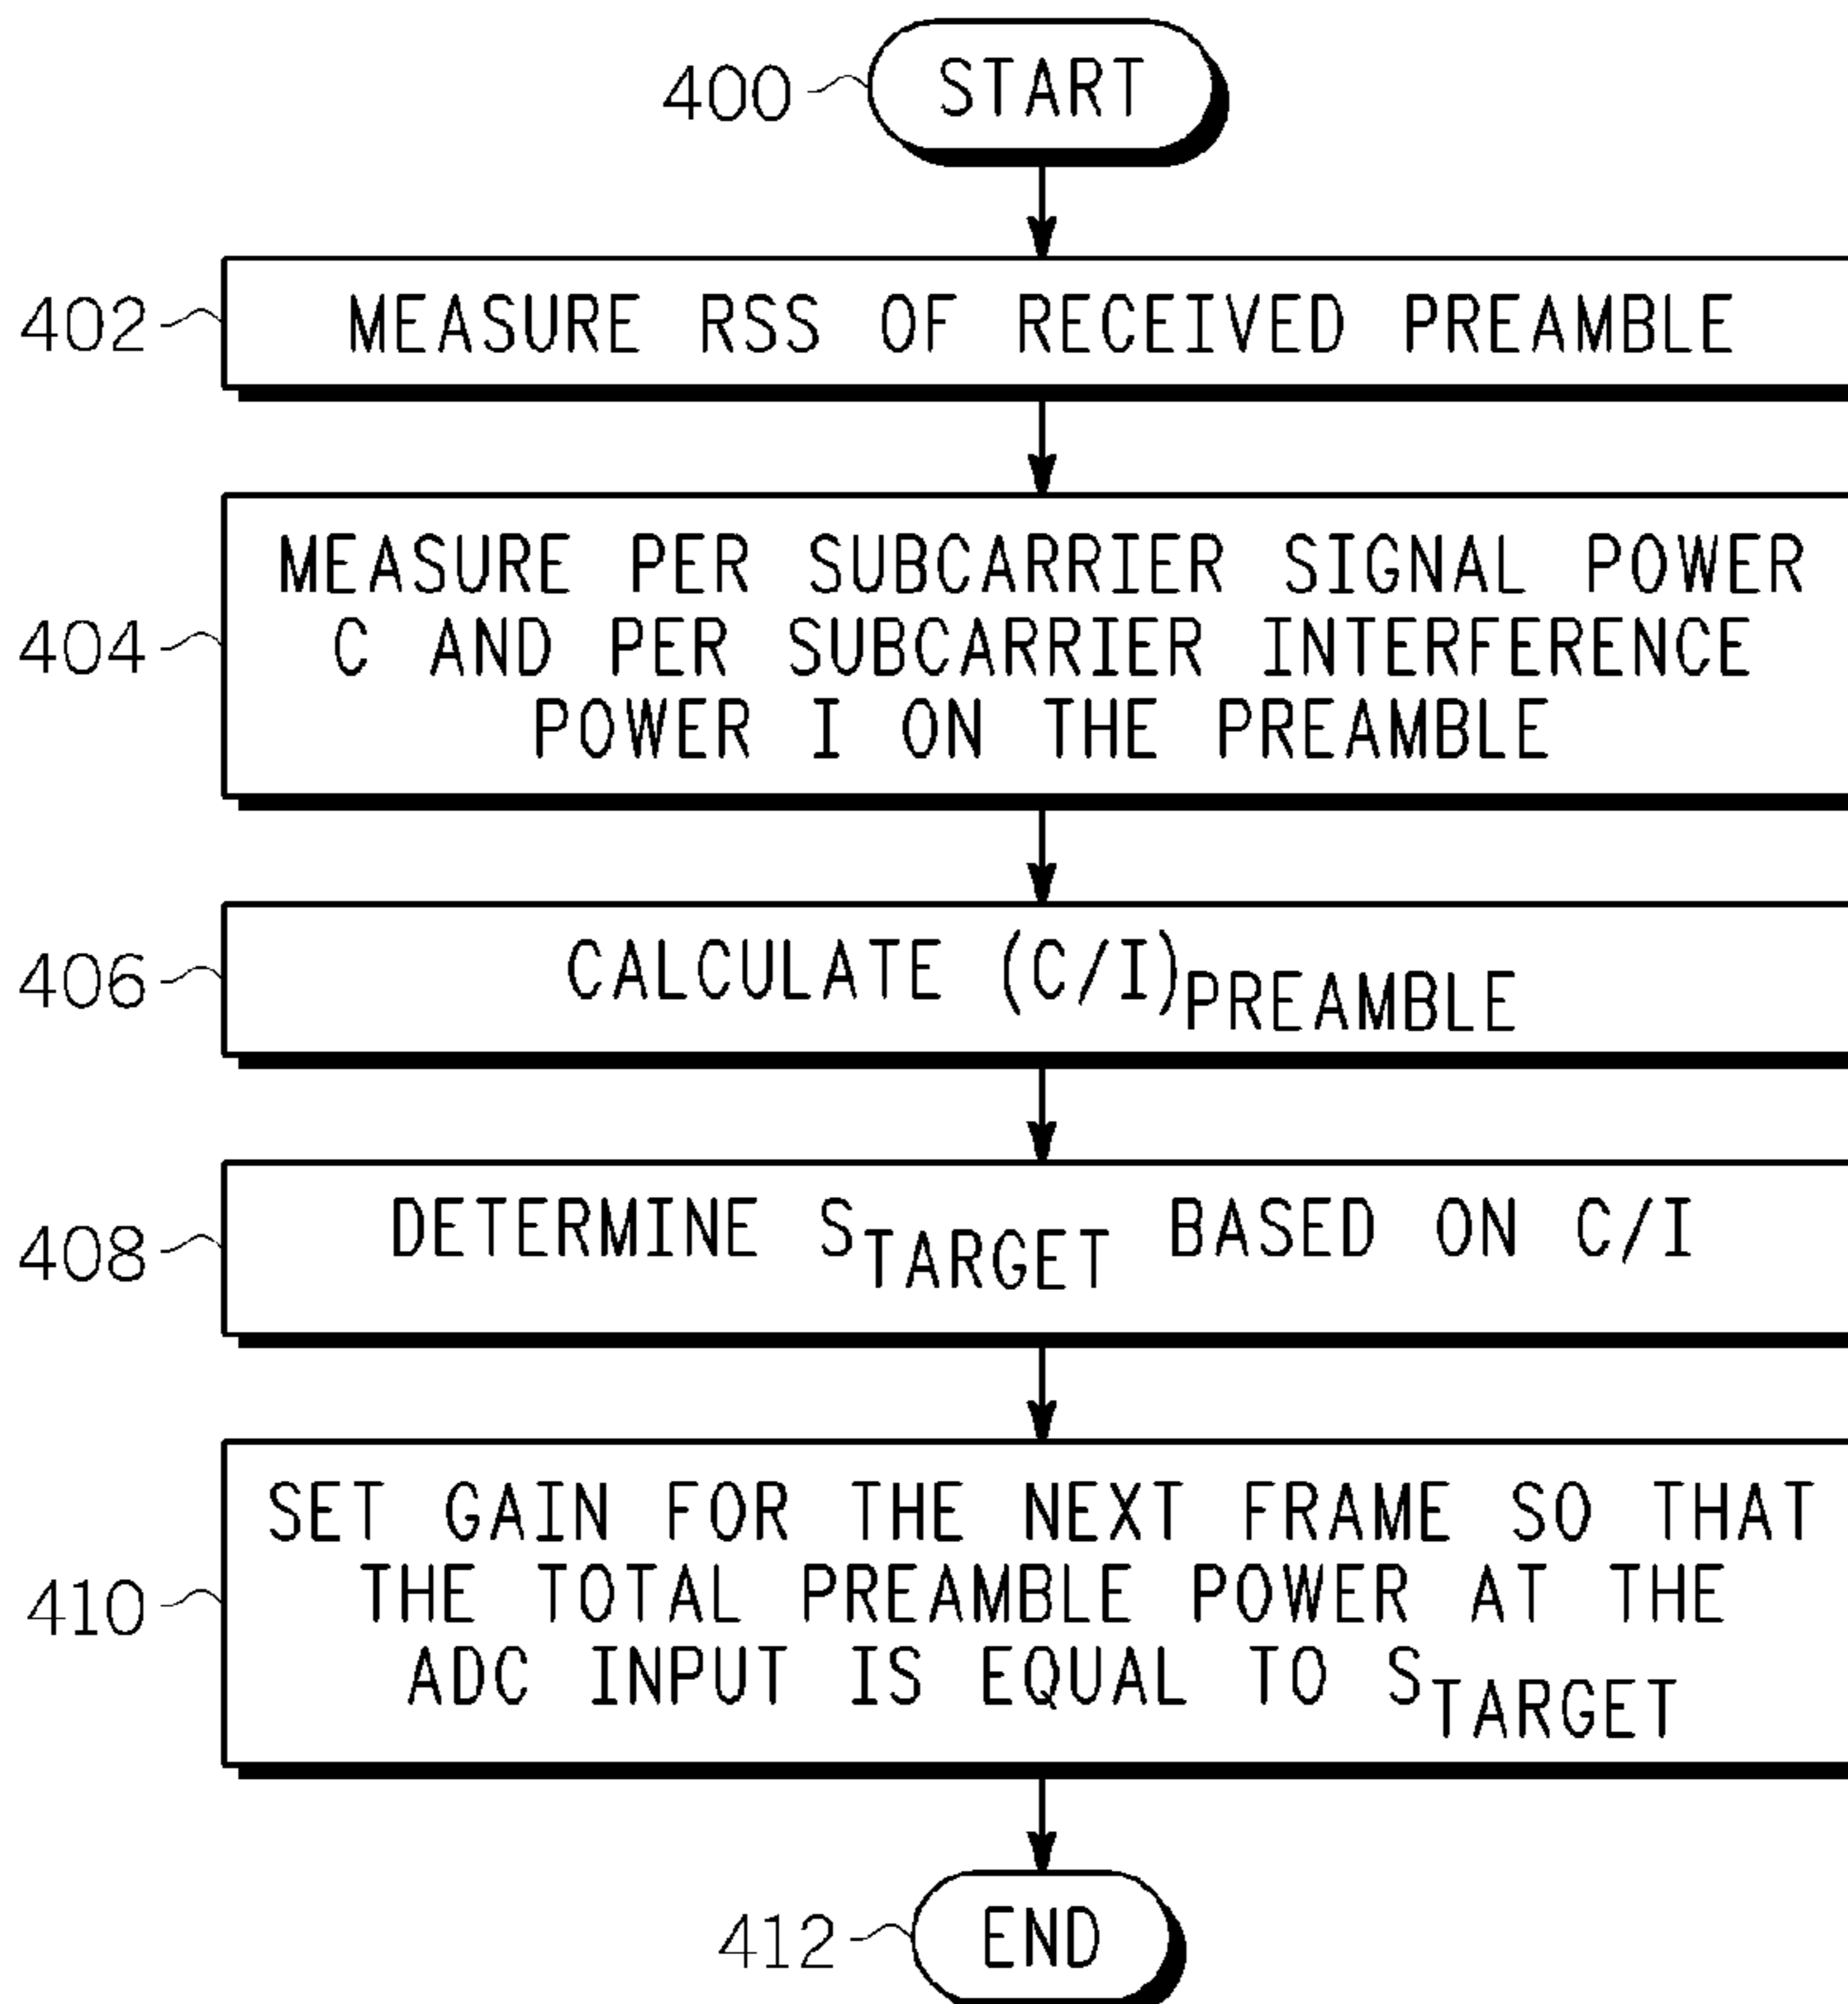 400 START
402 MEASURE RSS OF RECEIVED PREAMBLE
MEASURE PER SUBCARRIER SIGNAL POWER
404 C AND PER SUBCARRIER INTERFERENCE
POWER I ON THE PREAMBLE
406 CALCULATE (C/I)PREAMBLE
408 DETERMINE STARGET BASED ON C/I
SET GAIN FOR THE NEXT FRAME SO THAT
410 THE TOTAL PREAMBLE POWER AT THE
ADC INPUT IS EQUAL TO STARGET
412 END